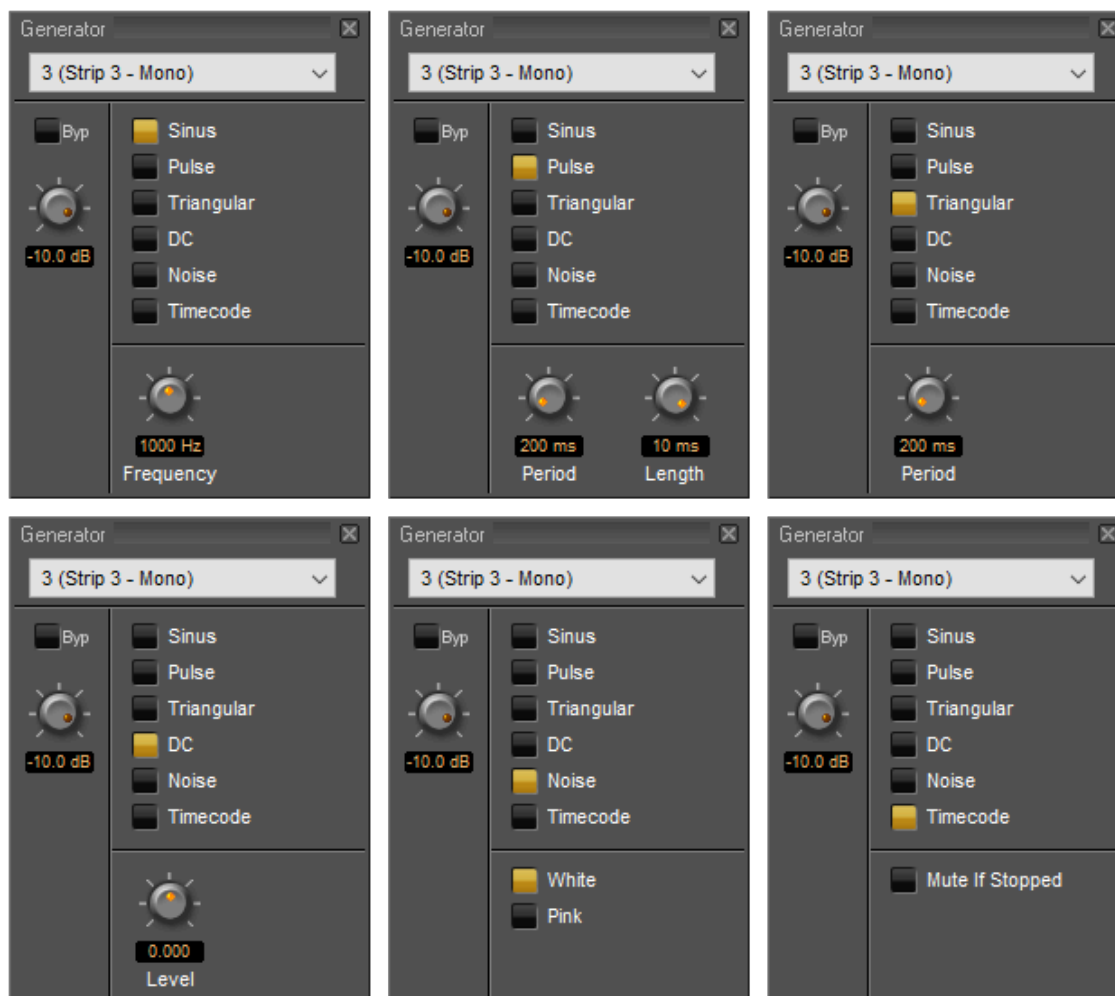 Generator
3 (Strip 3 - Mono)
Byp
-10.0 dB
Sinus
Pulse
Triangular
DC
Noise
Timecode
1000 Hz
Frequency
Generator
3 (Strip 3 - Mono)
Byp
-10.0 dB
Sinus
Pulse
Triangular
DC
Noise
Timecode
200 ms
Period
10 ms
Length
Generator
3 (Strip 3 - Mono)
Byp
-10.0 dB
Sinus
Pulse
Triangular
DC
Noise
Timecode
200 ms
Period
Generator
3 (Strip 3 - Mono)
Byp
-10.0 dB
Sinus
Pulse
Triangular
DC
Noise
Timecode
0.000
Level
Generator
3 (Strip 3 - Mono)
Byp
-10.0 dB
Sinus
Pulse
Triangular
DC
Noise
Timecode
White
Pink
Generator
3 (Strip 3 - Mono)
Byp
-10.0 dB
Sinus
Pulse
Triangular
DC
Noise
Timecode
Mute If Stopped